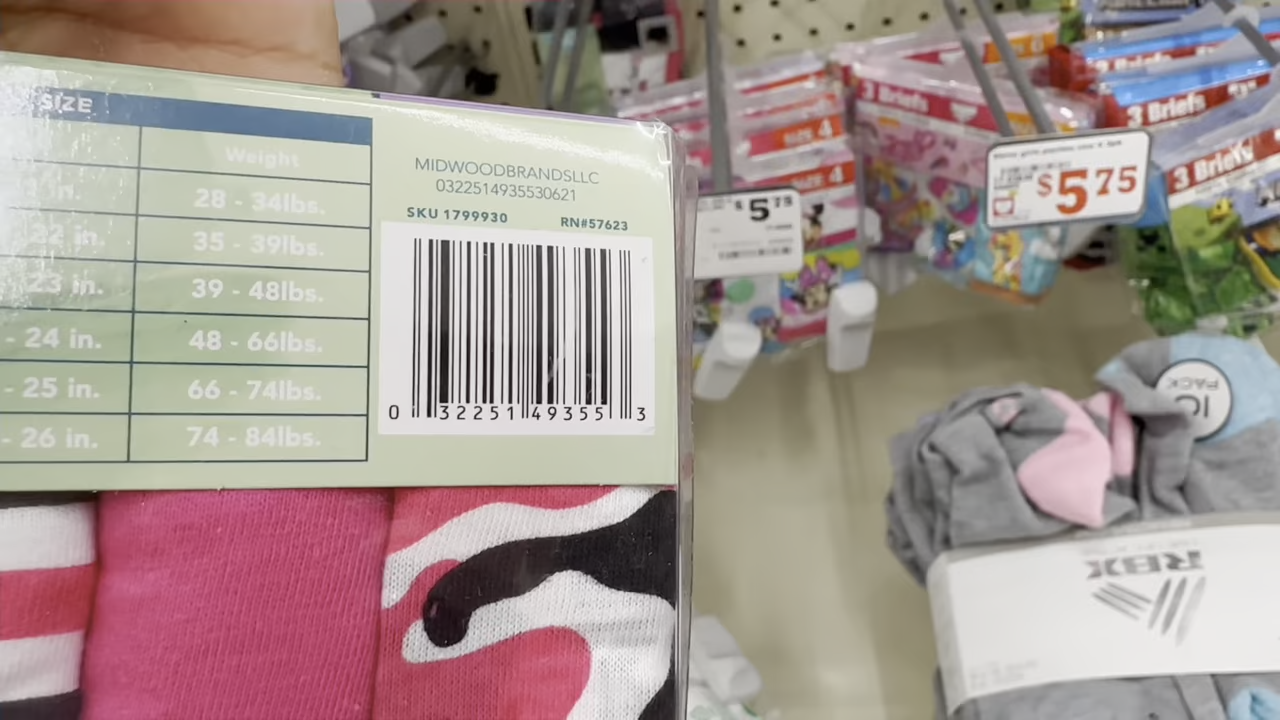 SIZE
Weight
28 - 34lbs.
22 in.
35 - 39lbs.
23 in.
39 - 48lbs.
- 24 in.
48 - 66lbs.
- 25 in.
66 - 74lbs.
- 26 in.
74 - 84lbs.
MIDWOODBRANDSLLC
0322514935530621
SKU 1799930
RN#57623
0 32251 49355 3
$5 75
SIZE 4
SIZE 4
3 Briefs
$5 75
3 Briefs
3 Briefs
3 Briefs
10
PACK
RBX